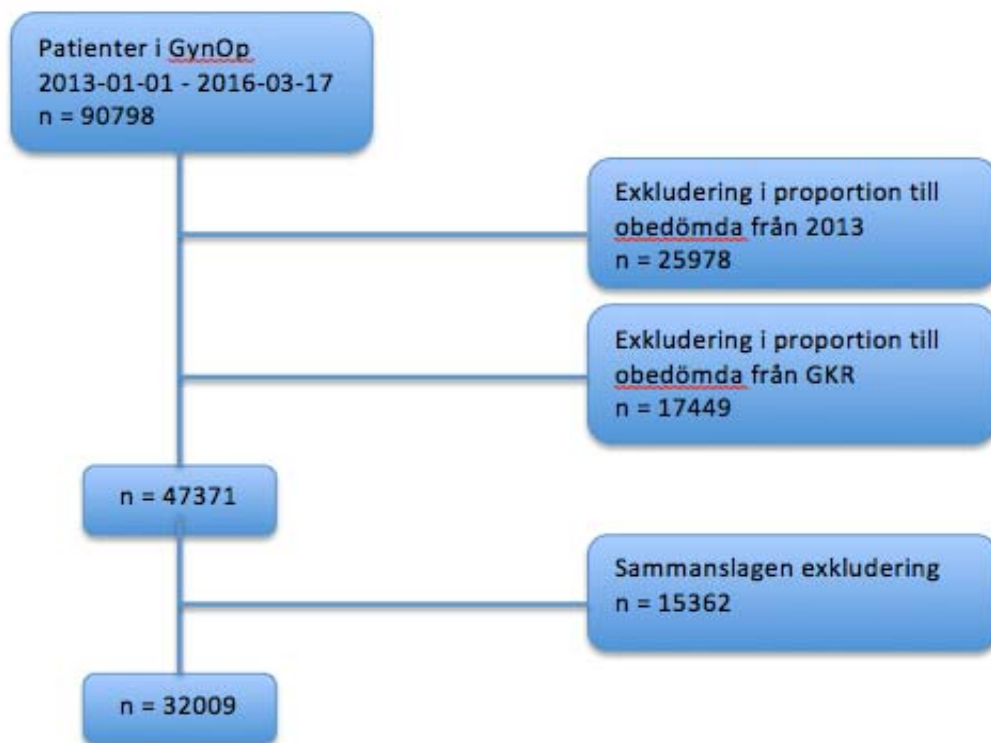 Patienter i GynOp
2013-01-01 - 2016-03-17
n = 90798
Exkludering i proportion till
obedömda från 2013
n = 25978
Exkludering i proportion till
obedömda från GKR
n = 17449
n = 47371
Sammanslagen exkludering
n = 15362
n = 32009